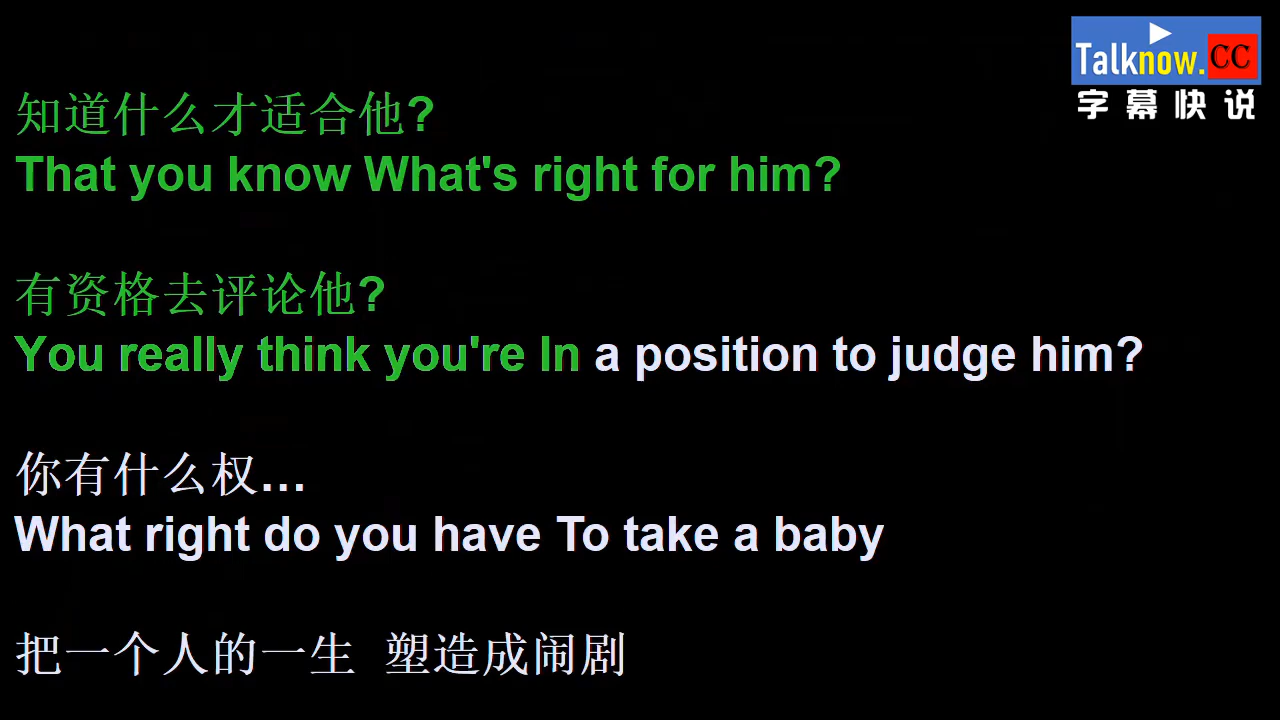 Talknow.CC
字幕快说
知道什么才适合他?
That you know What's right for him?
有资格去评论他?
You really think you're In a position to judge him?
你有什么权...
What right do you have To take a baby
把一个人的一生 塑造成闹剧